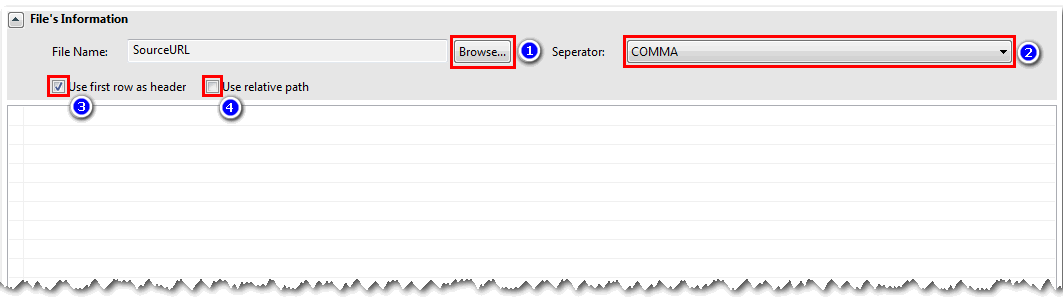 File's Information
File Name: SourceURL Browse... 1 Seperator: COMMA 2
Use first row as header Use relative path
3 4